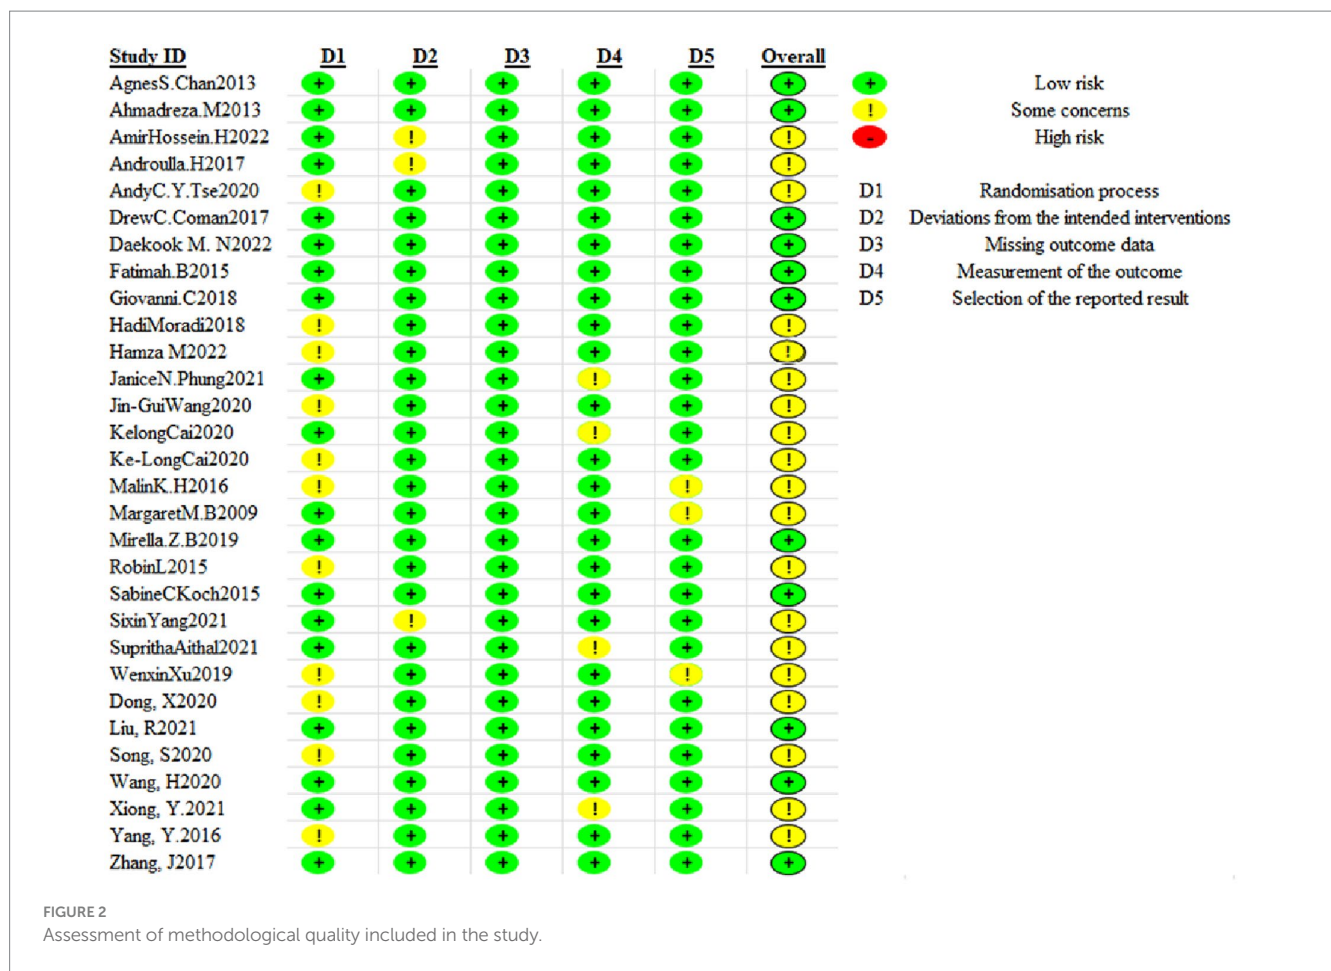 Study ID D1 D2 D3 D4 D5 Overall
AgnesS.Chan2013 + + + + + + + Low risk
Ahmadreza.M2013 + + + + + + ! Some concerns
AmirHossein.H2022 + ! + + + ! - High risk
Androulla.H2017 + ! + + + !
AndyC.Y.Tse2020 ! + + + + ! D1 Randomisation process
DrewC.Coman2017 + + + + + + D2 Deviations from the intended interventions
Daekook M. N2022 + + + + + + D3 Missing outcome data
Fatimah.B2015 + + + + + + D4 Measurement of the outcome
Giovanni.C2018 + + + + + + D5 Selection of the reported result
HadiMoradi2018 ! + + + + !
Hamza M2022 ! + + + + !
JaniceN.Phung2021 + + + ! + !
Jin-GuiWang2020 ! + + + + !
KelongCai2020 + + + ! + !
Ke-LongCai2020 ! + + + + !
MalinK.H2016 ! + + + ! !
MargaretM.B2009 + + + + ! !
Mirella.Z.B2019 + + + + + +
RobinL2015 ! + + + + !
SabineCKoch2015 + + + + + +
SixinYang2021 + ! + + + !
SuprithaAithal2021 + + + ! + !
WenxinXu2019 ! + + + ! !
Dong, X2020 ! + + + + !
Liu, R2021 + + + + + +
Song, S2020 ! + + + + !
Wang, H2020 + + + + + +
Xiong, Y.2021 + + + ! + !
Yang, Y.2016 ! + + + + !
Zhang, J2017 + + + + + +
FIGURE 2
Assessment of methodological quality included in the study.